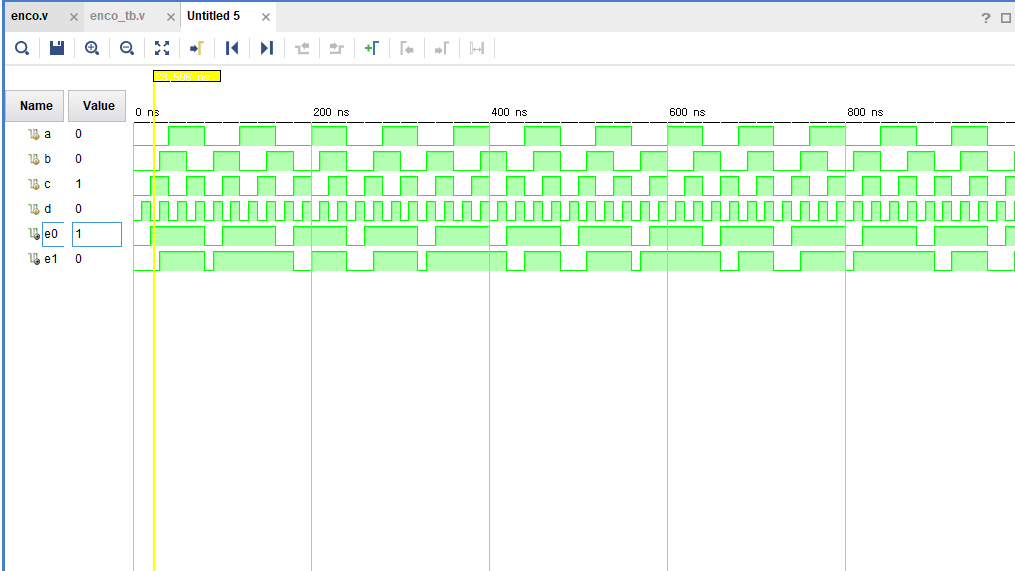 enco.v × enco_tb.v × Untitled 5 × ?
Name Value 0 ns 200 ns 400 ns 600 ns 800 ns
a 0
b 0
c 1
d 0
e0 1
e1 0